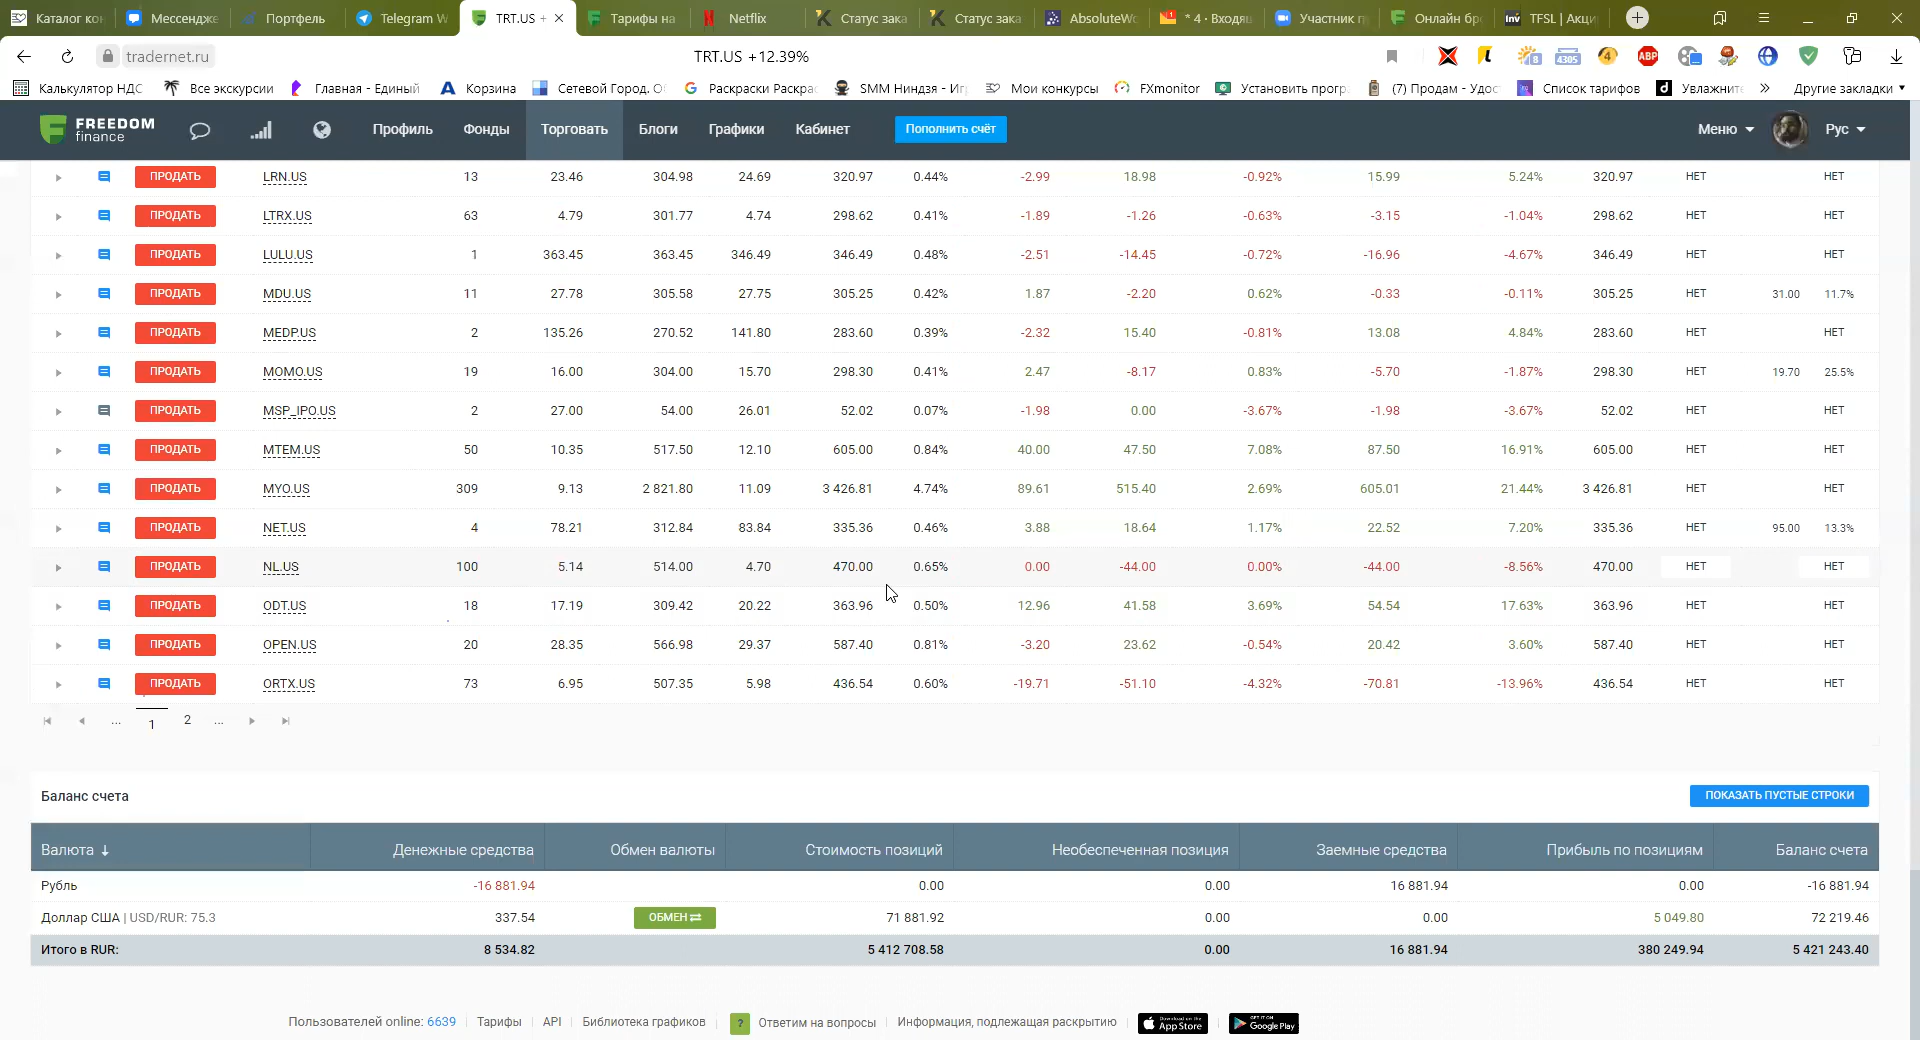 Каталог кон
Мессендже
Портфель
Telegram W
TRT.US +
Тарифы на
Netflix
Статус зака
Статус зака
AbsoluteWo
* 4 · Входящ
Участник г
Онлайн бр
TFSL | Акци
tradernet.ru
TRT.US +12.39%
Калькулятор НДС
Все экскурсии
Главная - Единый
Корзина
Сетевой Город. О
Раскраски Раскрас
SMM Ниндзя - Иг
Мои конкурсы
FXmonitor
Установить прогр
(7) Продам - Удос
Список тарифов
Увлажните
Другие закладки
FREEDOM
finance
Профиль
Фонды
Торговать
Блоги
Графики
Кабинет
Пополнить счёт
Меню
Рус
ПРОДАТЬ LRN.US 13 23.46 304.98 24.69 320.97 0.44% -2.99 18.98 -0.92% 15.99 5.24% 320.97 НЕТ НЕТ
ПРОДАТЬ LTRX.US 63 4.79 301.77 4.74 298.62 0.41% -1.89 -1.26 -0.63% -3.15 -1.04% 298.62 НЕТ НЕТ
ПРОДАТЬ LULU.US 1 363.45 363.45 346.49 346.49 0.48% -2.51 -14.45 -0.72% -16.96 -4.67% 346.49 НЕТ НЕТ
ПРОДАТЬ MDU.US 11 27.78 305.58 27.75 305.25 0.42% 1.87 -2.20 0.62% -0.33 -0.11% 305.25 НЕТ 31.00 11.7%
ПРОДАТЬ MEDP.US 2 135.26 270.52 141.80 283.60 0.39% -2.32 15.40 -0.81% 13.08 4.84% 283.60 НЕТ НЕТ
ПРОДАТЬ MOMO.US 19 16.00 304.00 15.70 298.30 0.41% 2.47 -8.17 0.83% -5.70 -1.87% 298.30 НЕТ 19.70 25.5%
ПРОДАТЬ MSP_IPO.US 2 27.00 54.00 26.01 52.02 0.07% -1.98 0.00 -3.67% -1.98 -3.67% 52.02 НЕТ НЕТ
ПРОДАТЬ MTEM.US 50 10.35 517.50 12.10 605.00 0.84% 40.00 47.50 7.08% 87.50 16.91% 605.00 НЕТ НЕТ
ПРОДАТЬ MYO.US 309 9.13 2 821.80 11.09 3 426.81 4.74% 89.61 515.40 2.69% 605.01 21.44% 3 426.81 НЕТ НЕТ
ПРОДАТЬ NET.US 4 78.21 312.84 83.84 335.36 0.46% 3.88 18.64 1.17% 22.52 7.20% 335.36 НЕТ 95.00 13.3%
ПРОДАТЬ NL.US 100 5.14 514.00 4.70 470.00 0.65% 0.00 -44.00 0.00% -44.00 -8.56% 470.00 НЕТ НЕТ
ПРОДАТЬ ODT.US 18 17.19 309.42 20.22 363.96 0.50% 12.96 41.58 3.69% 54.54 17.63% 363.96 НЕТ НЕТ
ПРОДАТЬ OPEN.US 20 28.35 566.98 29.37 587.40 0.81% -3.20 23.62 -0.54% 20.42 3.60% 587.40 НЕТ НЕТ
ПРОДАТЬ ORTX.US 73 6.95 507.35 5.98 436.54 0.60% -19.71 -51.10 -4.32% -70.81 -13.96% 436.54 НЕТ НЕТ
... 1 2 ...
Баланс счета
ПОКАЗАТЬ ПУСТЫЕ СТРОКИ
Валюта ↓ Денежные средства Обмен валюты Стоимость позиций Необеспеченная позиция Заемные средства Прибыль по позициям Баланс счета
Рубль -16 881.94 0.00 0.00 16 881.94 0.00 -16 881.94
Доллар США | USD/RUR: 75.3 337.54 ОБМЕН 71 881.92 0.00 0.00 5 049.80 72 219.46
Итого в RUR: 8 534.82 5 412 708.58 0.00 16 881.94 380 249.94 5 421 243.40
Пользователей online: 6639
Тарифы
API
Библиотека графиков
? Ответим на вопросы
Информация, подлежащая раскрытию
Download on the App Store
GET IT ON Google Play